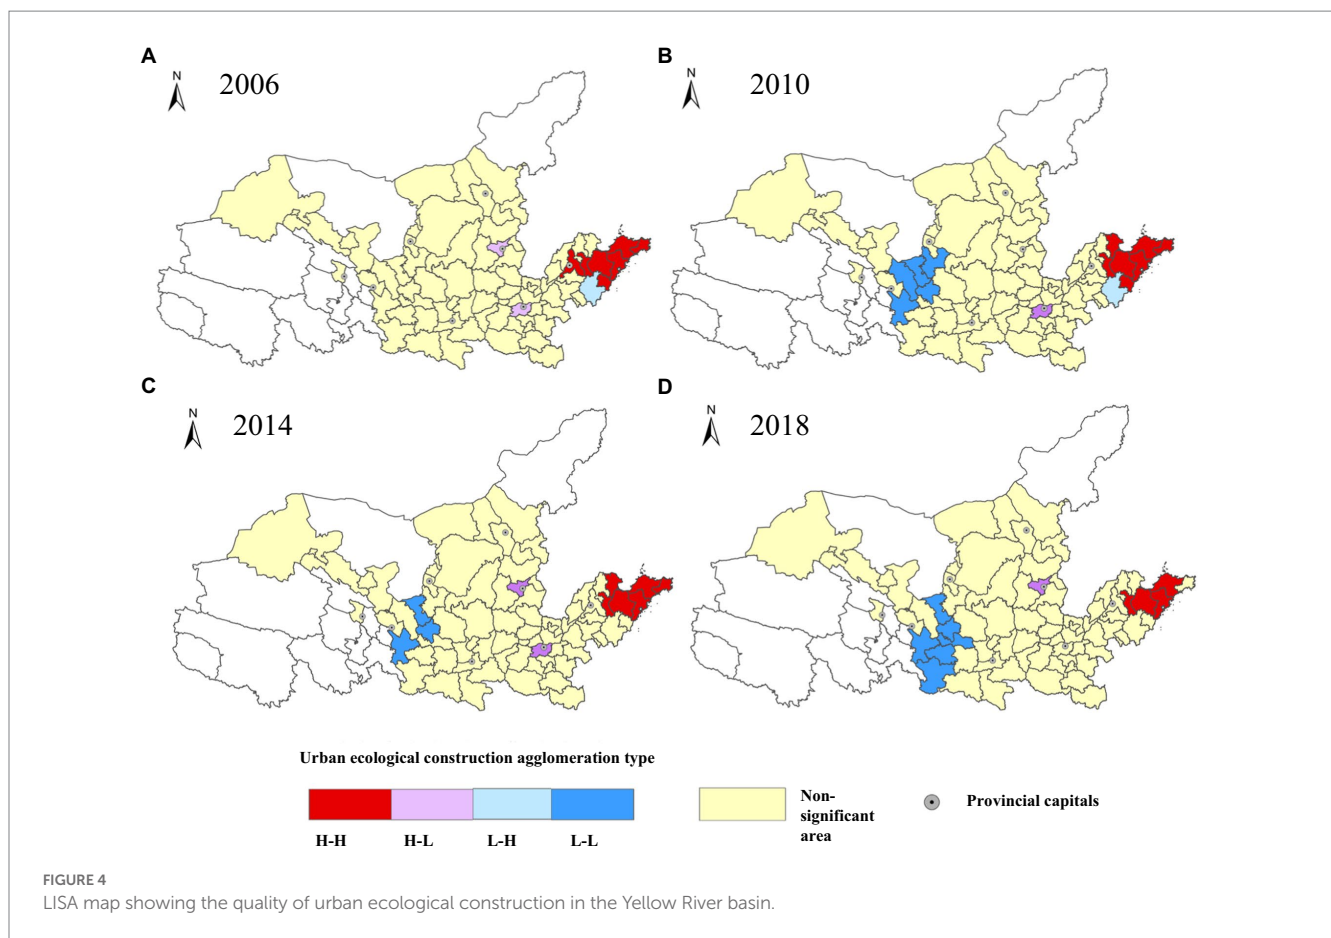 A
N
2006
B
N
2010
C
N
2014
D
N
2018
Urban ecological construction agglomeration type
H-H
H-L
L-H
L-L
Non-
significant
area
Provincial capitals
FIGURE 4
LISA map showing the quality of urban ecological construction in the Yellow River basin.